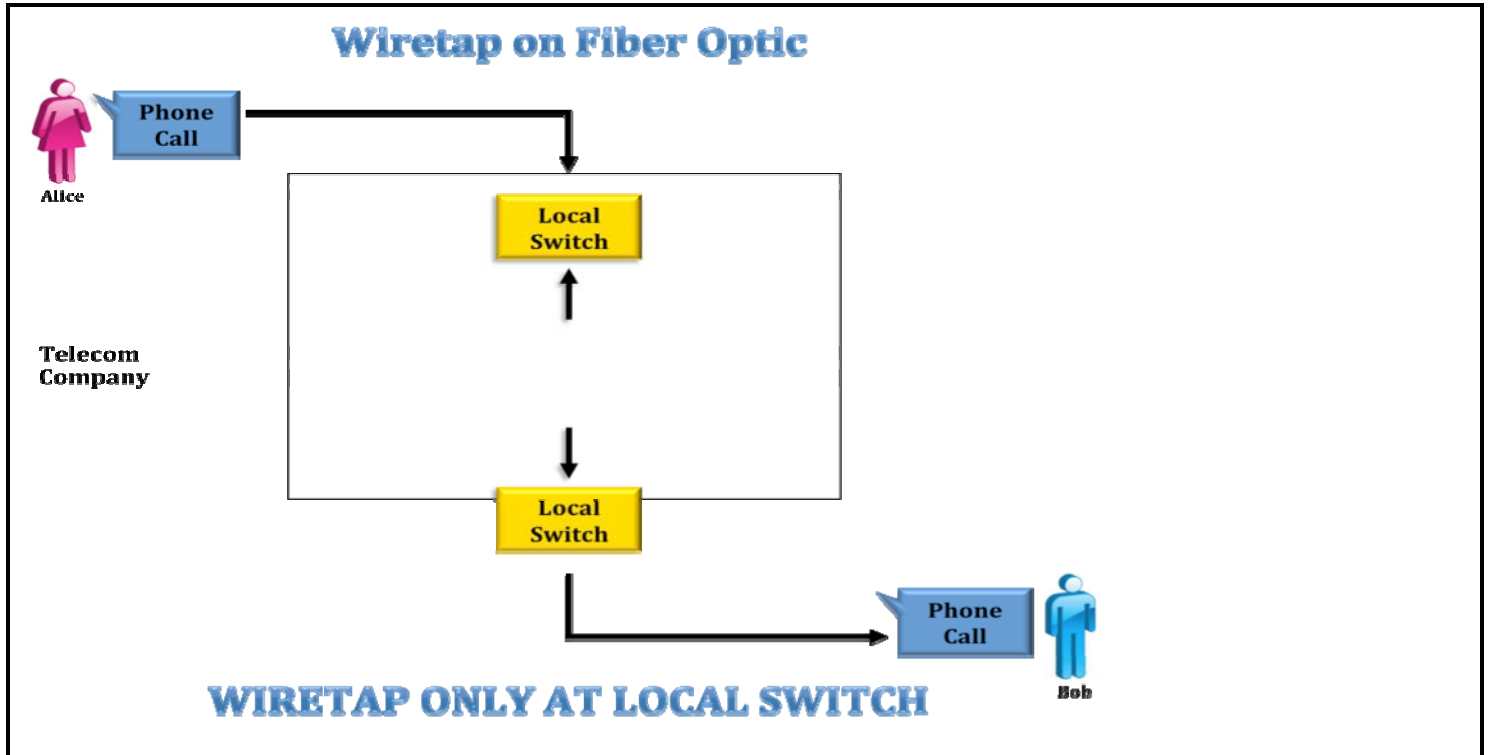 Wiretap on Fiber Optic
Phone
Call
Alice
Local
Switch
Telecom
Company
Local
Switch
Phone
Call
Bob
WIRETAP ONLY AT LOCAL SWITCH